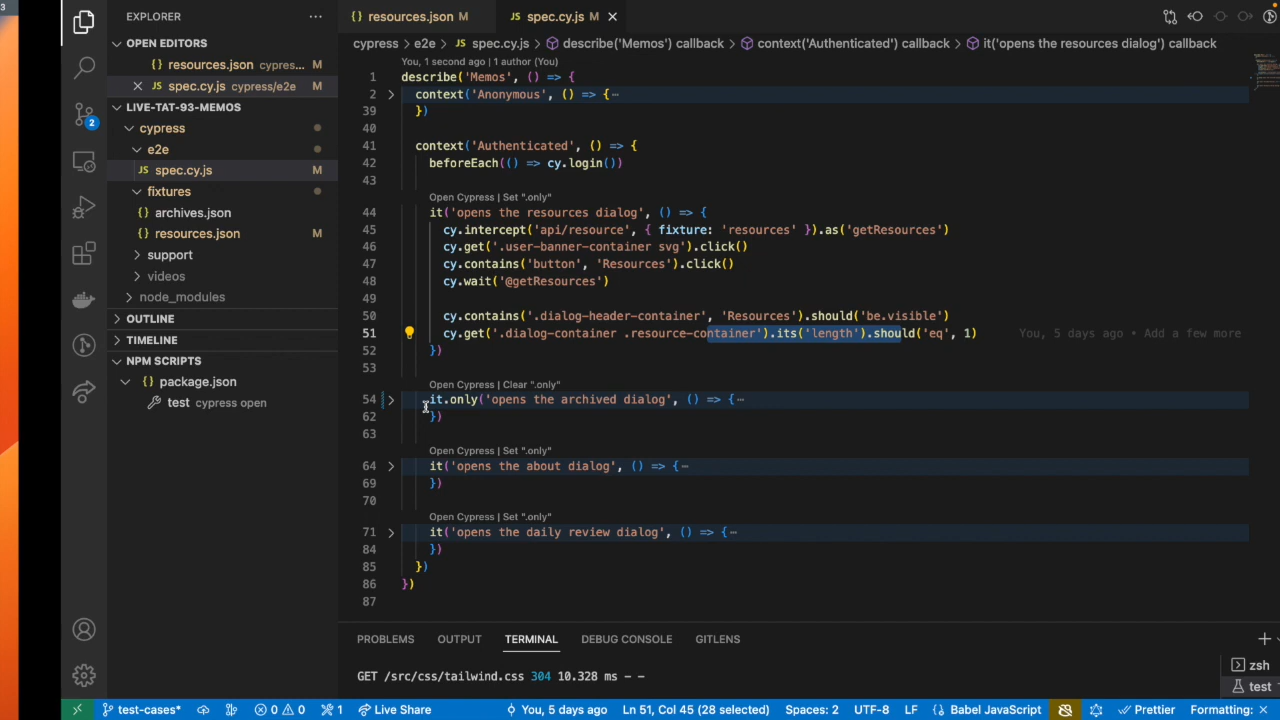 3
EXPLORER
OPEN EDITORS
resources.json cypres... M
spec.cy.js cypress/e2e M
LIVE-TAT-93-MEMOS
cypress
e2e
JS spec.cy.js M
fixtures
{} archives.json
{} resources.json M
support
videos
node_modules
OUTLINE
TIMELINE
NPM SCRIPTS
{} package.json
test cypress open
2
{} resources.json M
JS spec.cy.js M
cypress > e2e > JS spec.cy.js > describe('Memos') callback > context('Authenticated') callback > it('opens the resources dialog') callback
You, 1 second ago | 1 author (You)
1 describe('Memos', () => {
2 context('Anonymous', () => {⋯
39 })
40
41 context('Authenticated', () => {
42 beforeEach(() => cy.login())
43
Open Cypress | Set ".only"
44 it('opens the resources dialog', () => {
45 cy.intercept('api/resource', { fixture: 'resources' }).as('getResources')
46 cy.get('.user-banner-container svg').click()
47 cy.contains('button', 'Resources').click()
48 cy.wait('@getResources')
49
50 cy.contains('.dialog-header-container', 'Resources').should('be.visible')
51 cy.get('.dialog-container .resource-container').its('length').should('eq', 1) You, 5 days ago • Add a few more
52 })
53
Open Cypress | Clear ".only"
54 it.only('opens the archived dialog', () => {⋯
62 })
63
Open Cypress | Set ".only"
64 it('opens the about dialog', () => {⋯
69 })
70
Open Cypress | Set ".only"
71 it('opens the daily review dialog', () => {⋯
84 })
85 })
86 })
87
PROBLEMS OUTPUT TERMINAL DEBUG CONSOLE GITLENS
GET /src/css/tailwind.css 304 10.328 ms - -
zsh
test
test-cases* 0 0 1 Live Share You, 5 days ago Ln 51, Col 45 (28 selected) Spaces: 2 UTF-8 LF {} Babel JavaScript Prettier Formatting: ×